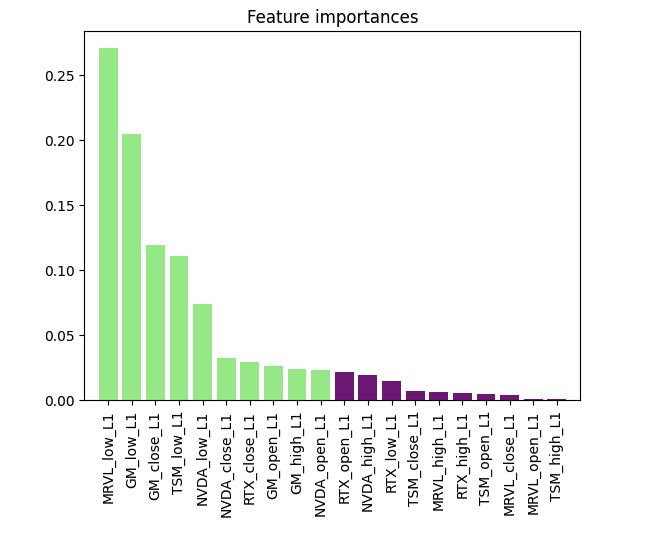 Feature importances
0.25
0.20
0.15
0.10
0.05
0.00
MRVL_low_L1
GM_low_L1
GM_close_L1
TSM_low_L1
NVDA_low_L1
NVDA_close_L1
RTX_close_L1
GM_open_L1
GM_high_L1
NVDA_open_L1
RTX_open_L1
NVDA_high_L1
RTX_low_L1
TSM_close_L1
MRVL_high_L1
RTX_high_L1
TSM_open_L1
MRVL_close_L1
MRVL_open_L1
TSM_high_L1